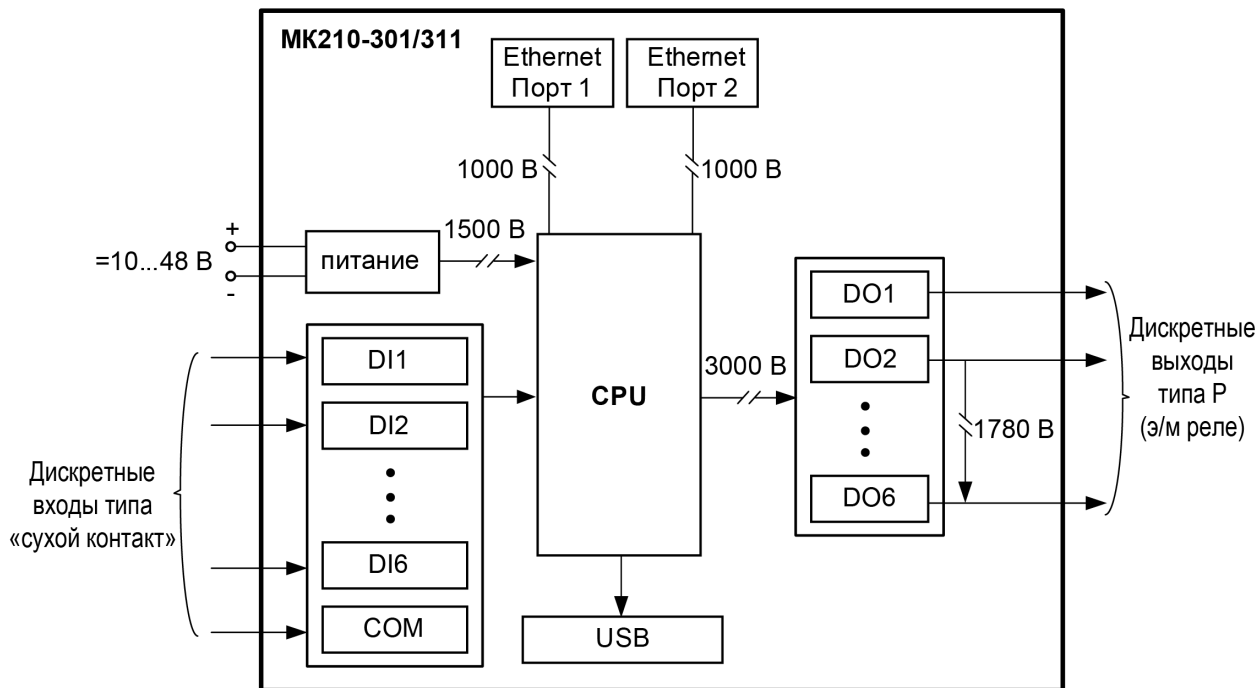 МК210-301/311
Ethernet
Порт 1
Ethernet
Порт 2
1000 В
1000 В
+
=10...48 В
-
питание
1500 В
DI1
DI2
DI6
COM
Дискретные
входы типа
«сухой контакт»
CPU
USB
3000 В
DO1
DO2
DO6
1780 В
Дискретные
выходы
типа Р
(э/м реле)